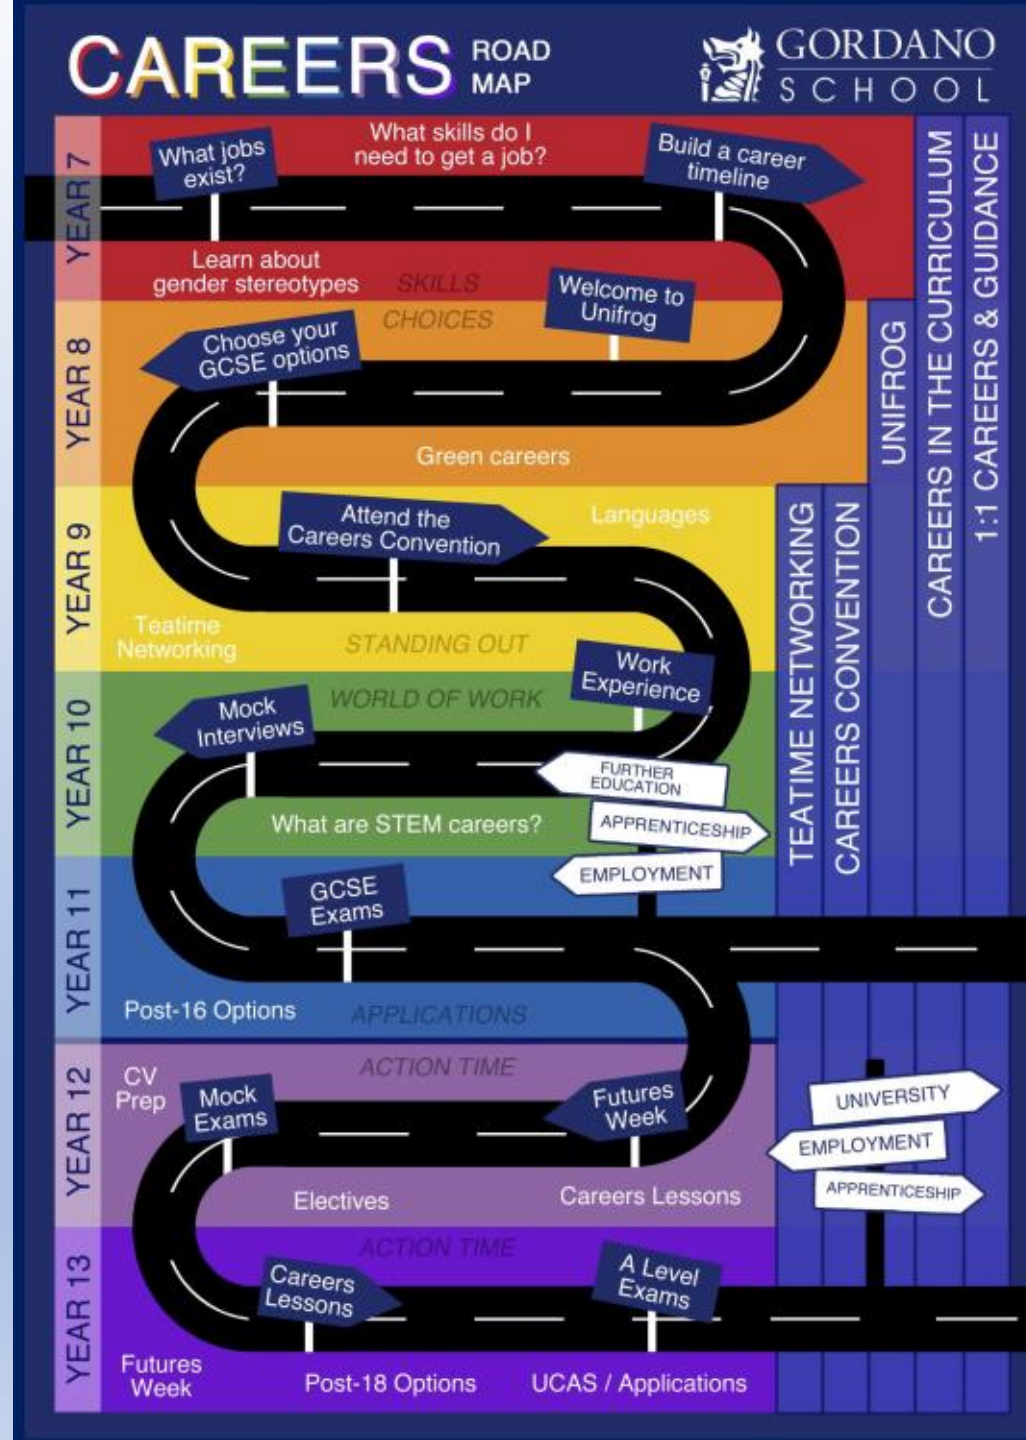 CAREERS ROAD
MAP
GORDANO
SCHOOL
YEAR 7
What jobs
exist?
What skills do I
need to get a job?
Build a career
timeline
Learn about
gender stereotypes
SKILLS
YEAR 8
CHOICES
Welcome to
Unifrog
Choose your
GCSE options
Green careers
YEAR 9
Attend the
Careers Convention
Languages
Teatime
Networking
STANDING OUT
YEAR 10
WORLD OF WORK
Work
Experience
Mock
Interviews
What are STEM careers?
FURTHER
EDUCATION
APPRENTICESHIP
EMPLOYMENT
YEAR 11
GCSE
Exams
Post-16 Options
APPLICATIONS
YEAR 12
ACTION TIME
CV
Prep
Mock
Exams
Futures
Week
Electives
Careers Lessons
YEAR 13
ACTION TIME
Careers
Lessons
A Level
Exams
Futures
Week
Post-18 Options
UCAS / Applications
TEATIME NETWORKING
CAREERS CONVENTION
UNIFROG
CAREERS IN THE CURRICULUM
1:1 CAREERS & GUIDANCE
UNIVERSITY
EMPLOYMENT
APPRENTICESHIP